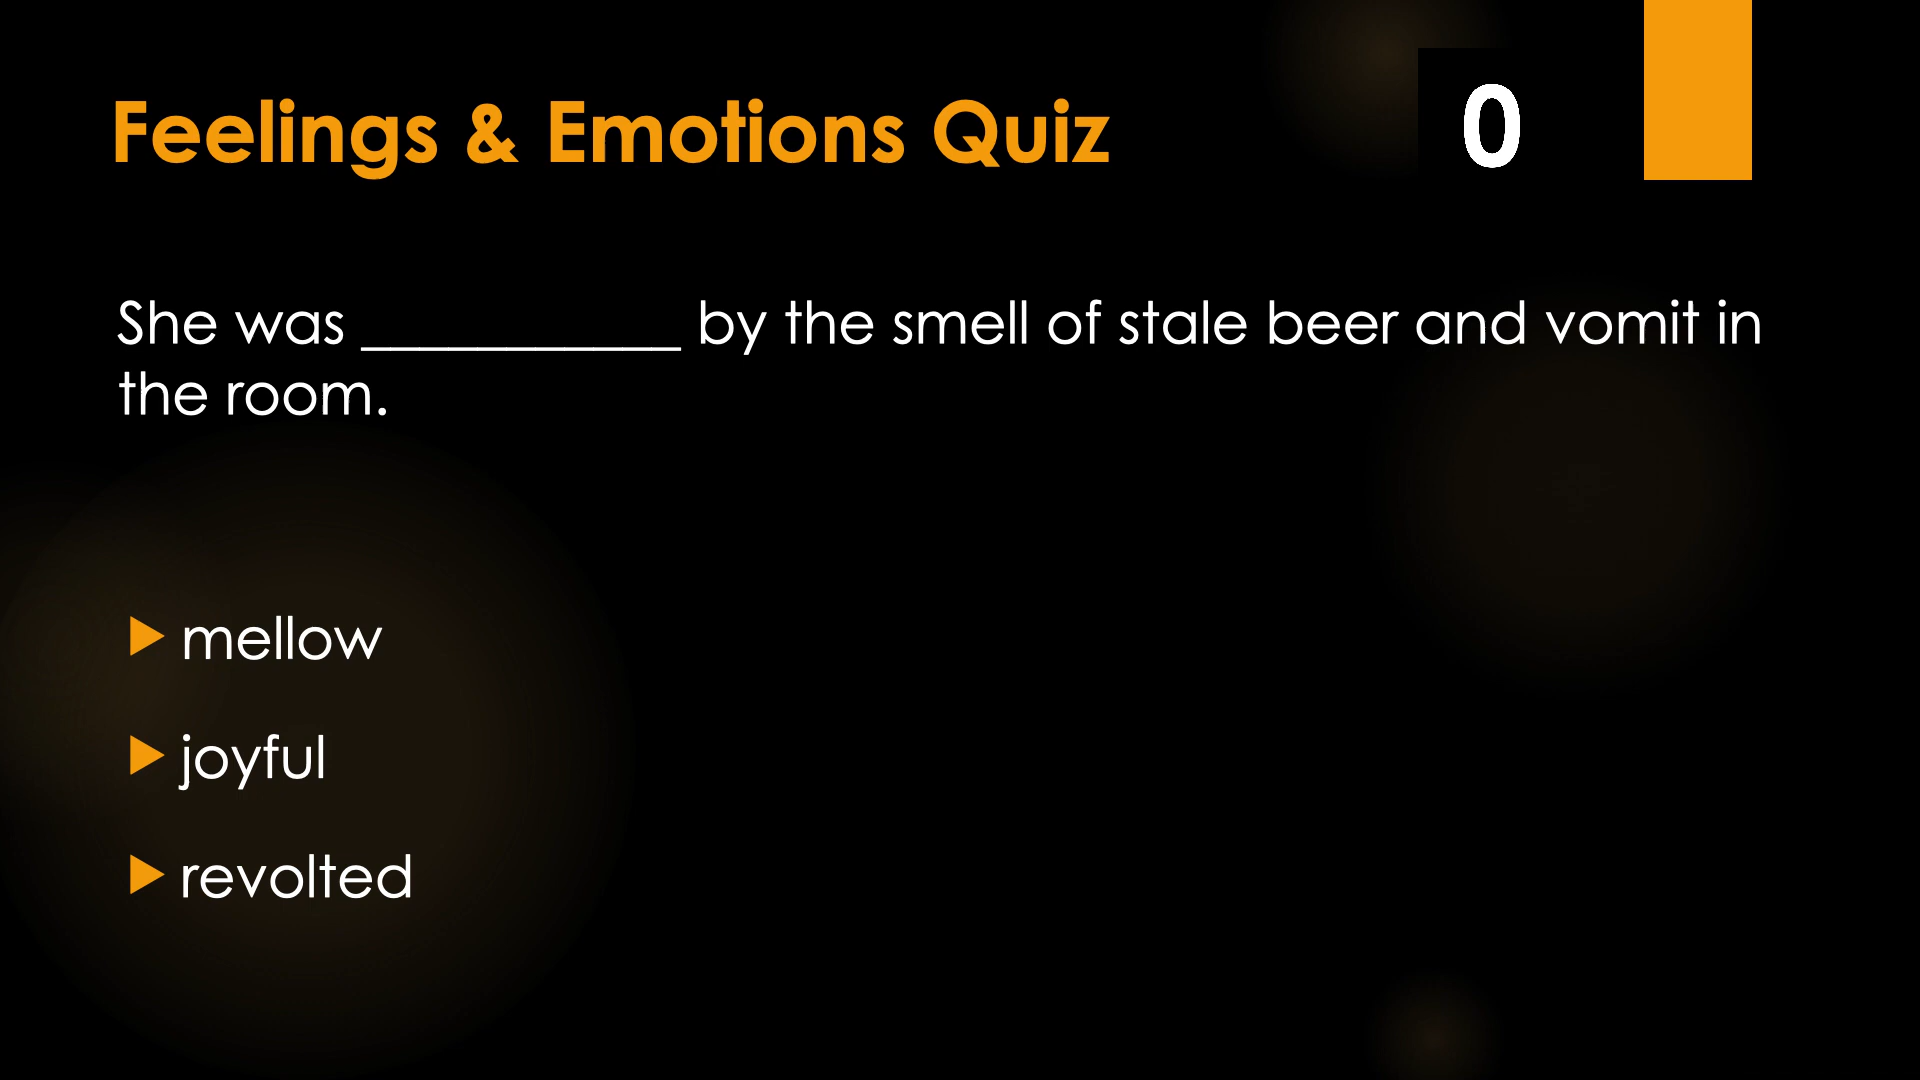 Feelings & Emotions Quiz
0
She was ___________ by the smell of stale beer and vomit in
the room.
mellow
joyful
revolted